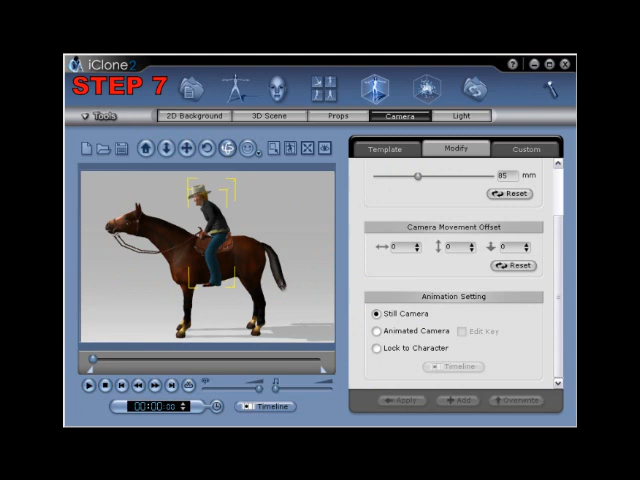 iClone2
STEP 7
Tools
2D Background
3D Scene
Props
Camera
Light
Template
Modify
Custom
85 mm
Reset
Camera Movement Offset
0
0
0
Reset
Animation Setting
Still Camera
Animated Camera
Edit Key
Lock to Character
Timeline
00:00:00
Timeline
Apply
Add
Overwrite